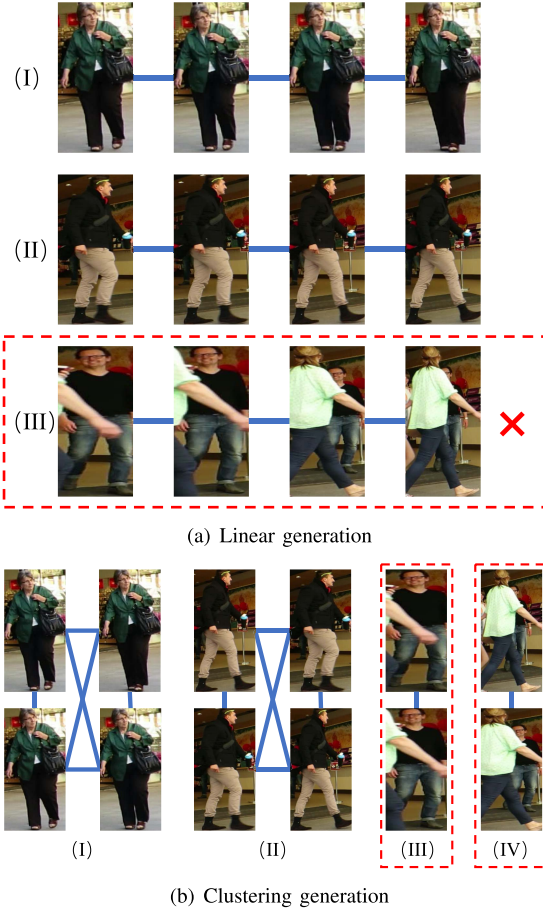 (I)
(II)
(III)
(a) Linear generation
(I)
(II)
(III)
(IV)
(b) Clustering generation